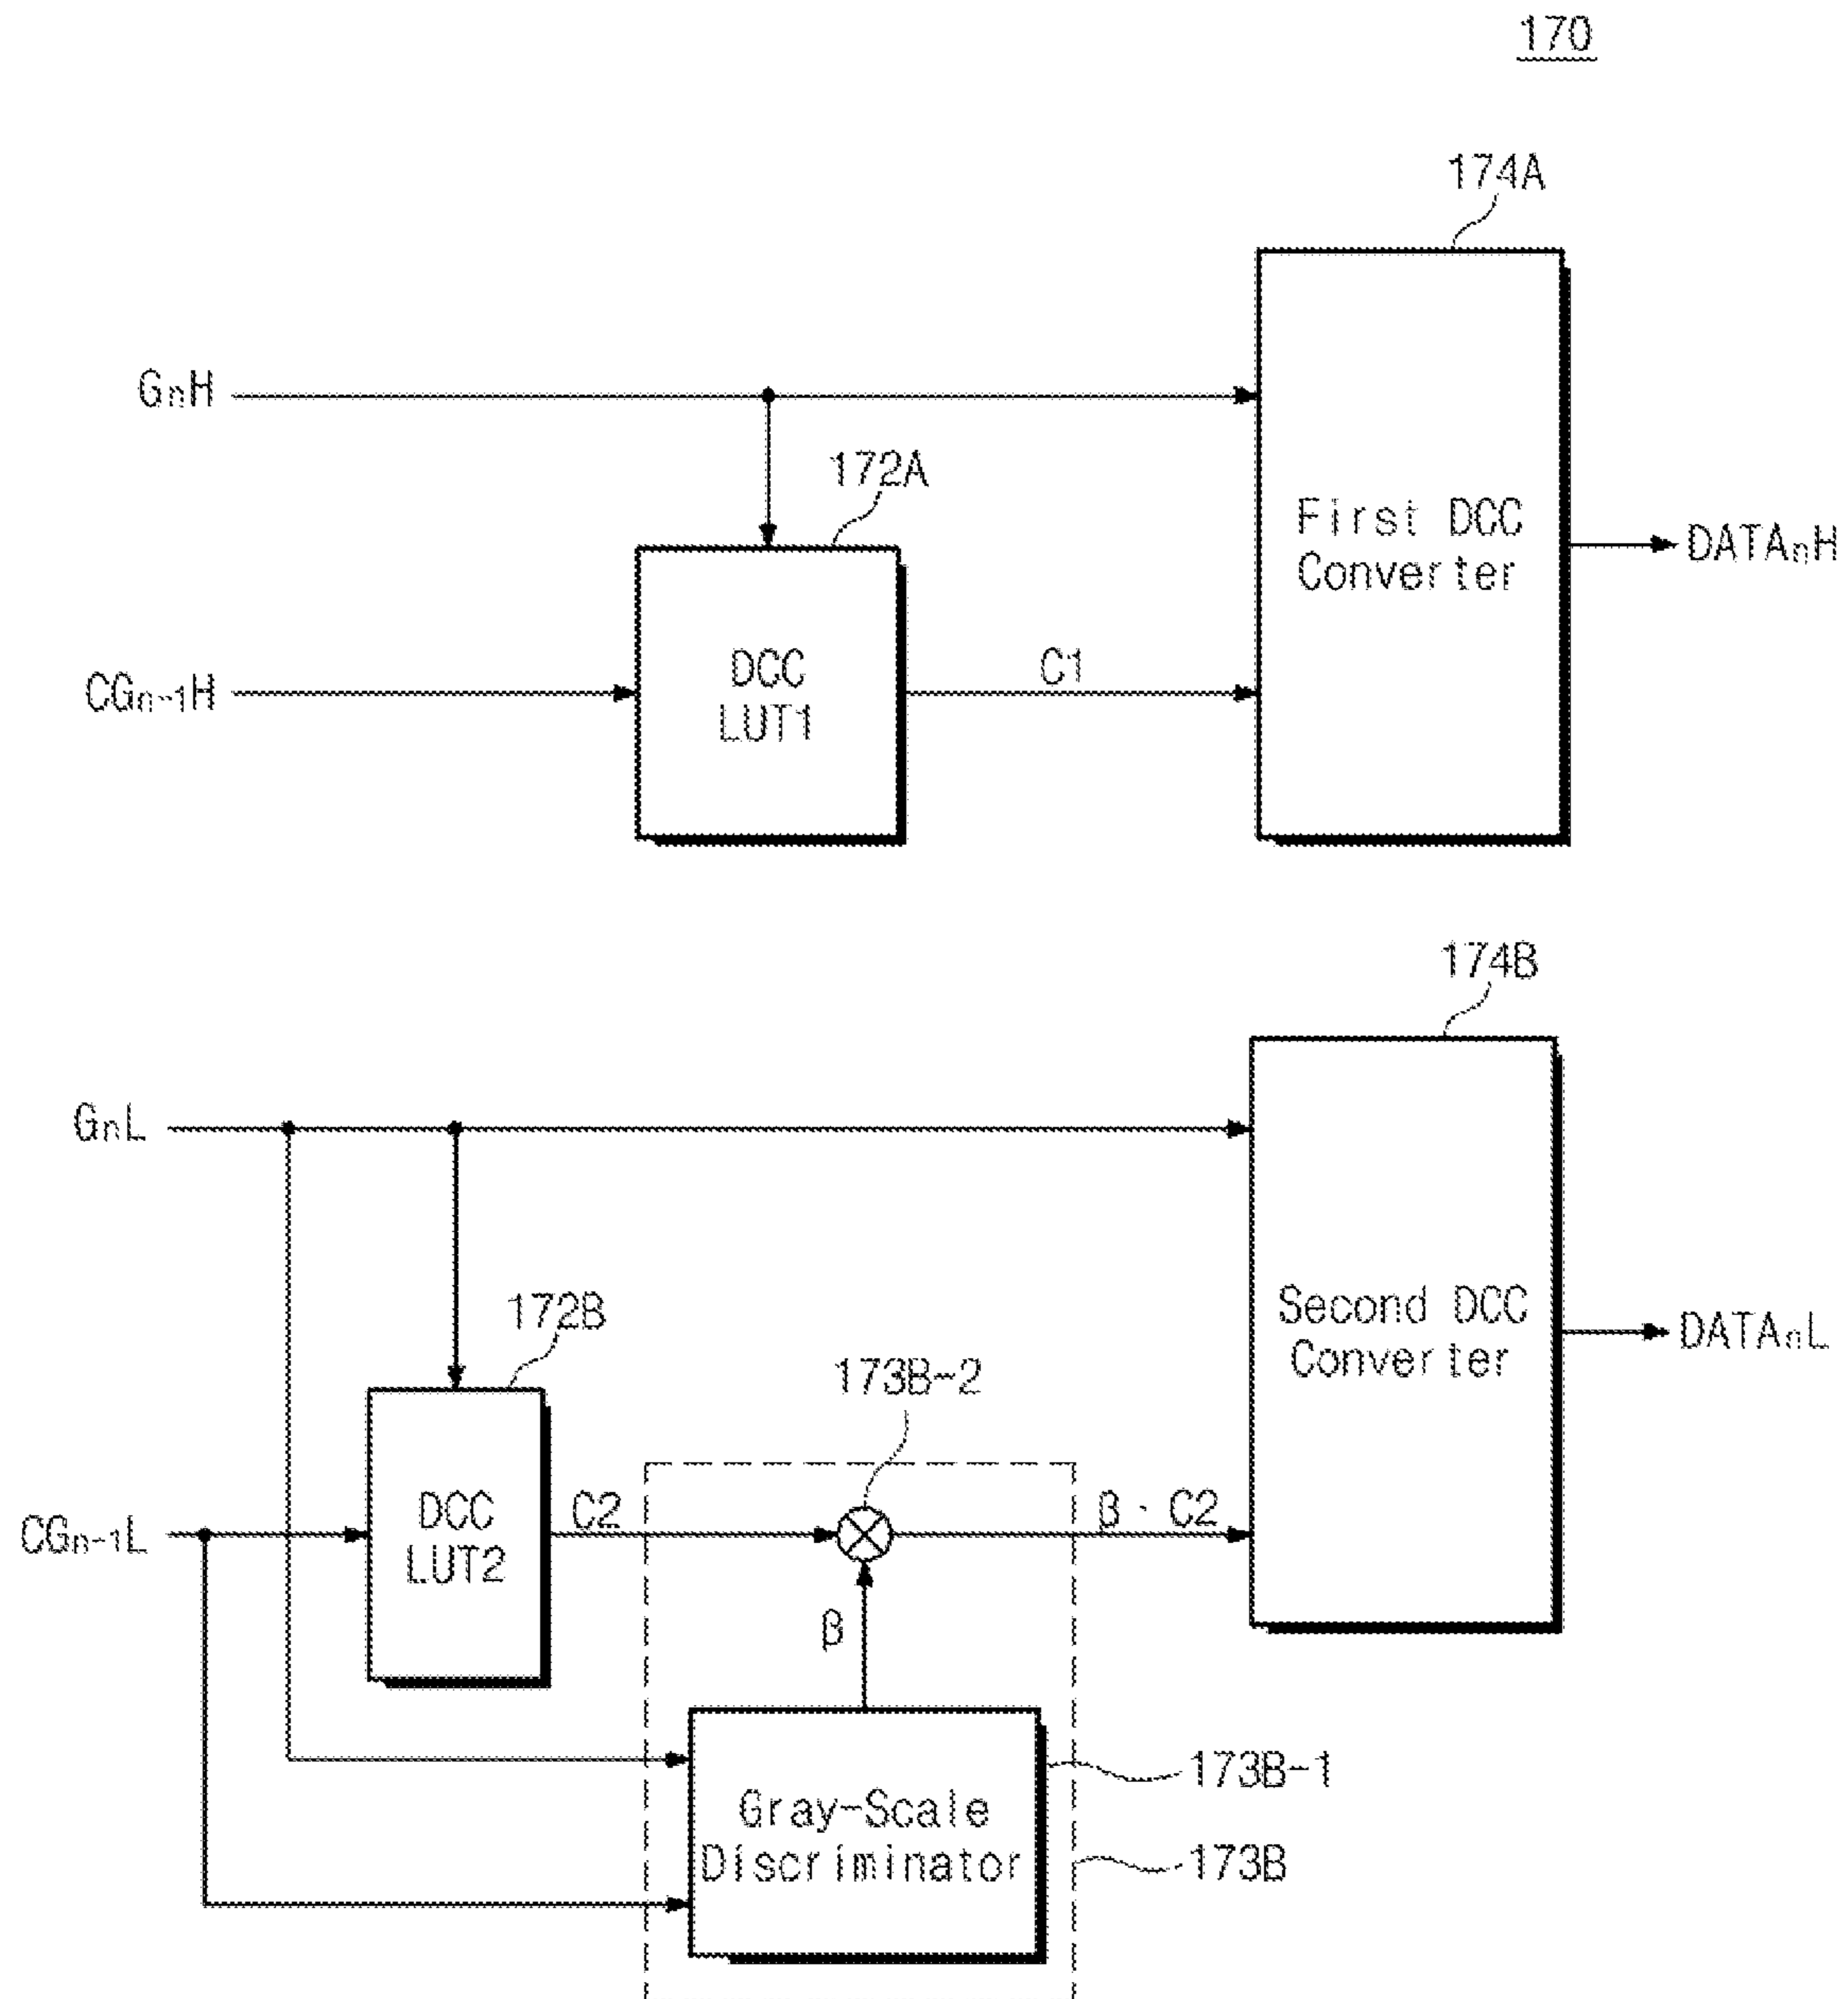 170
174A
GnH
172A
First DCC
Converter
DATAnH
DCC
LUT1
CGn-1H
C1
174B
GnL
172B
Second DCC
Converter
DATAnL
173B-2
DCC
LUT2
CGn-1L
C2
β · C2
β
173B-1
Gray-Scale
Discriminator
173B